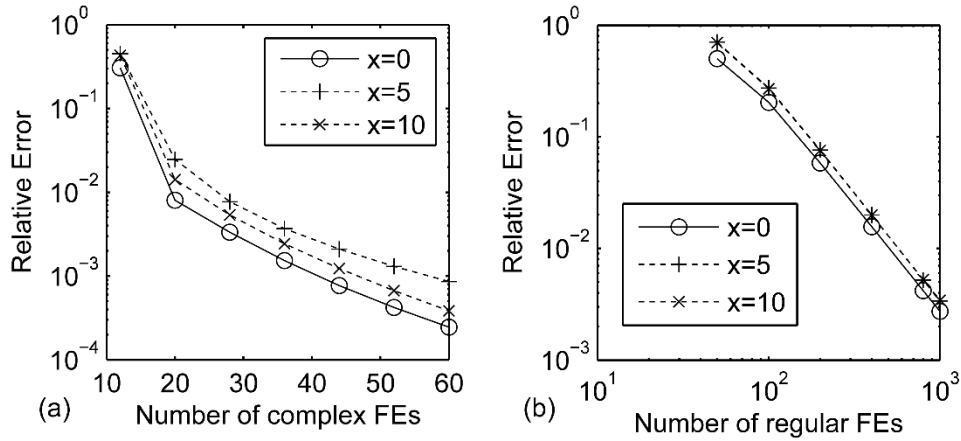 Relative Error
10^0
10^−1
10^−2
10^−3
10^−4
x=0
x=5
x=10
10 20 30 40 50 60
(a) Number of complex FEs
Relative Error
10^0
10^−1
10^−2
10^−3
x=0
x=5
x=10
10^1 10^2 10^3
(b) Number of regular FEs